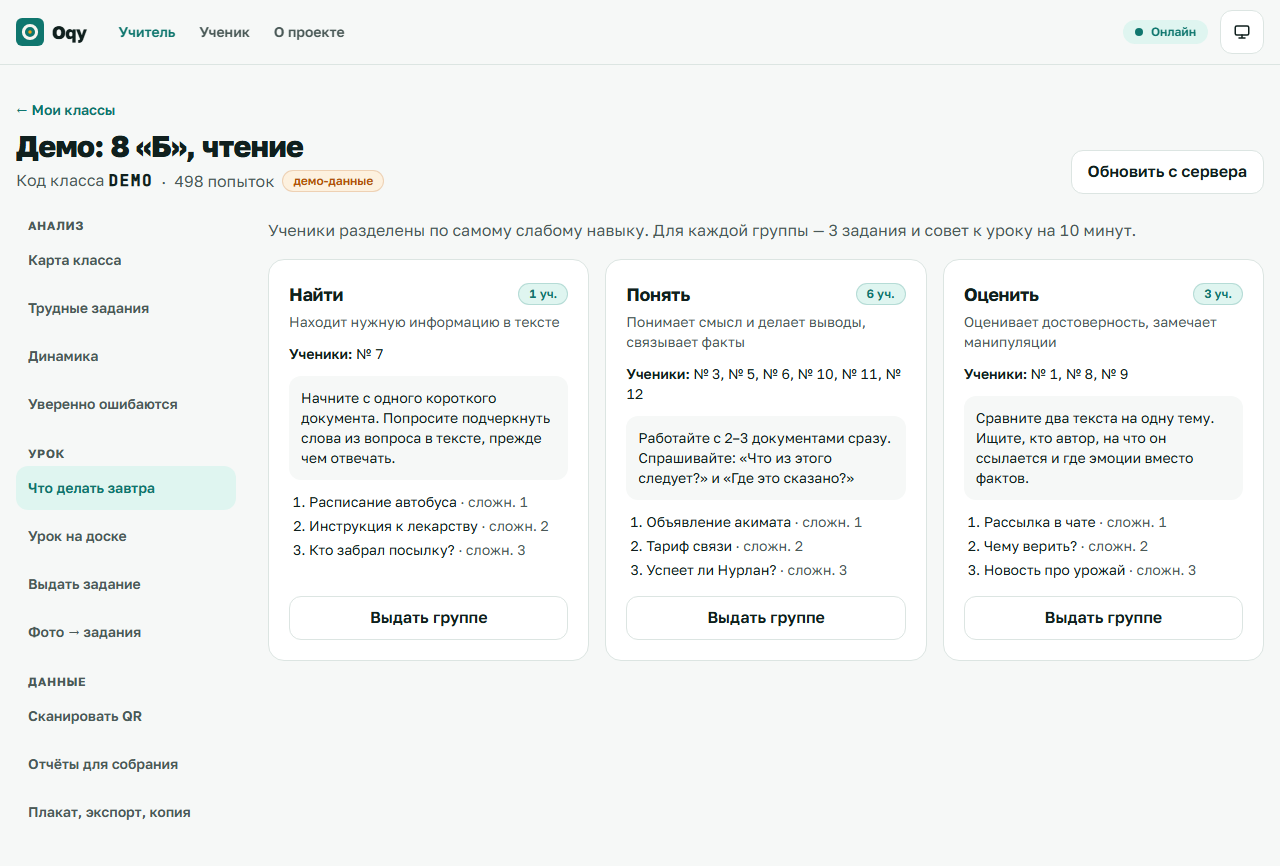 Oqy
Учитель
Ученик
О проекте
Онлайн
← Мои классы
Демо: 8 «Б», чтение
Код класса DEMO · 498 попыток
демо-данные
Обновить с сервера
АНАЛИЗ
Карта класса
Трудные задания
Динамика
Уверенно ошибаются
УРОК
Что делать завтра
Урок на доске
Выдать задание
Фото → задания
ДАННЫЕ
Сканировать QR
Отчёты для собрания
Плакат, экспорт, копия
Ученики разделены по самому слабому навыку. Для каждой группы — 3 задания и совет к уроку на 10 минут.
Найти
1 уч.
Находит нужную информацию в тексте
Ученики: № 7
Начните с одного короткого
документа. Попросите подчеркнуть
слова из вопроса в тексте, прежде
чем отвечать.
1. Расписание автобуса · сложн. 1
2. Инструкция к лекарству · сложн. 2
3. Кто забрал посылку? · сложн. 3
Выдать группе
Понять
6 уч.
Понимает смысл и делает выводы,
связывает факты
Ученики: № 3, № 5, № 6, № 10, № 11, №
12
Работайте с 2–3 документами сразу.
Спрашивайте: «Что из этого
следует?» и «Где это сказано?»
1. Объявление акимата · сложн. 1
2. Тариф связи · сложн. 2
3. Успеет ли Нурлан? · сложн. 3
Выдать группе
Оценить
3 уч.
Оценивает достоверность, замечает
манипуляции
Ученики: № 1, № 8, № 9
Сравните два текста на одну тему.
Ищите, кто автор, на что он
ссылается и где эмоции вместо
фактов.
1. Рассылка в чате · сложн. 1
2. Чему верить? · сложн. 2
3. Новость про урожай · сложн. 3
Выдать группе